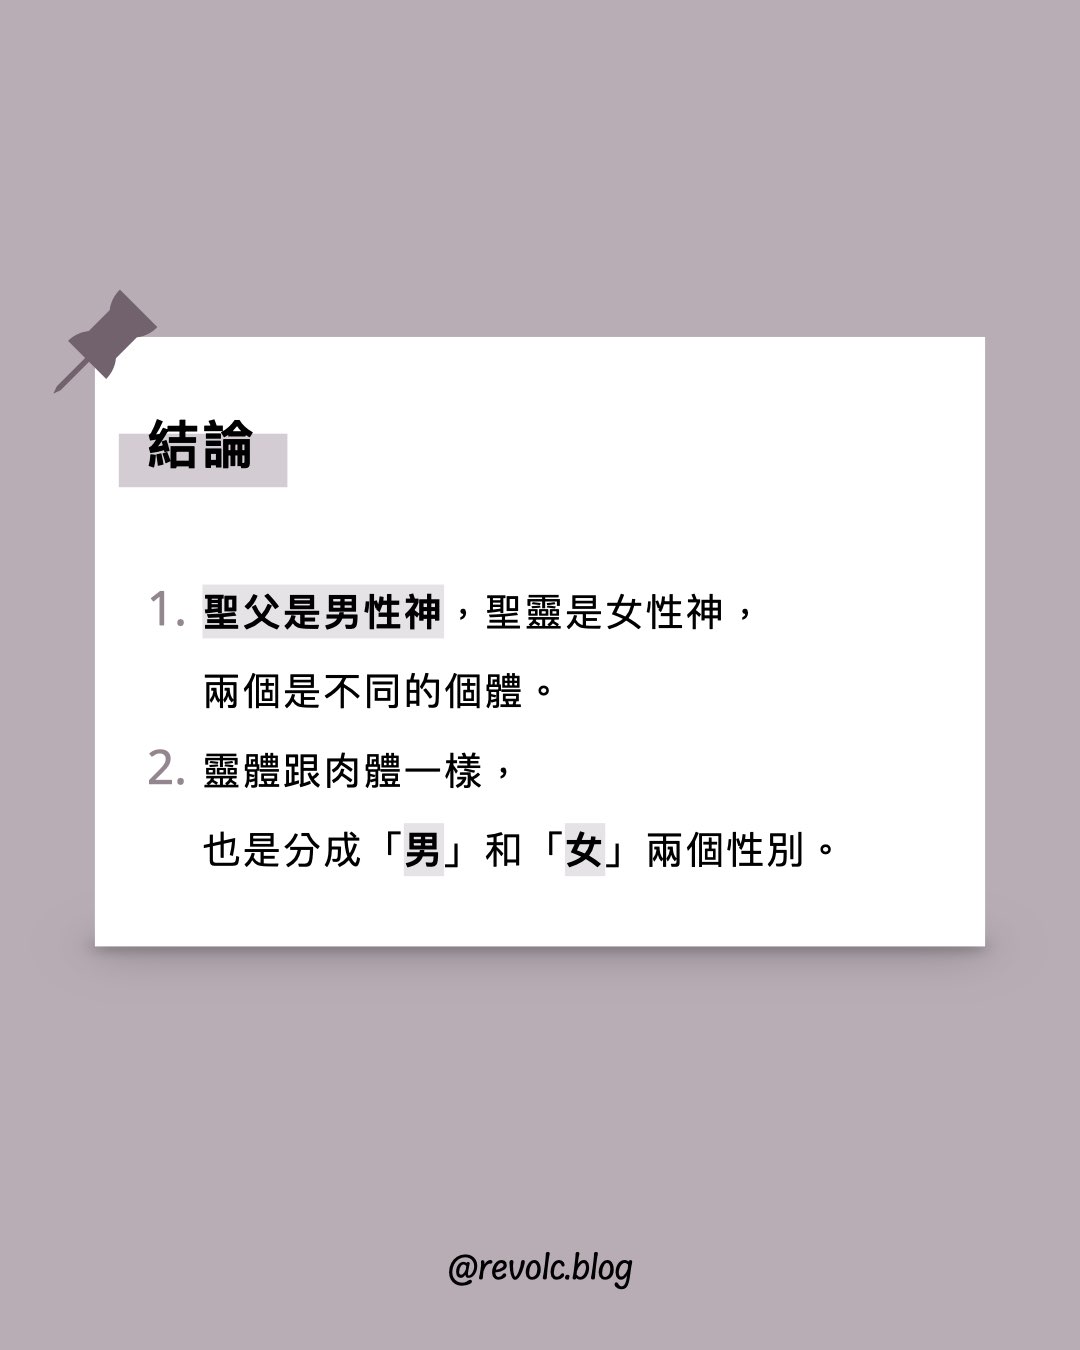 結論
1. 聖父是男性神，聖靈是女性神，
兩個是不同的個體。
2. 靈體跟肉體一樣，
也是分成「男」和「女」兩個性別。
@revolc.blog